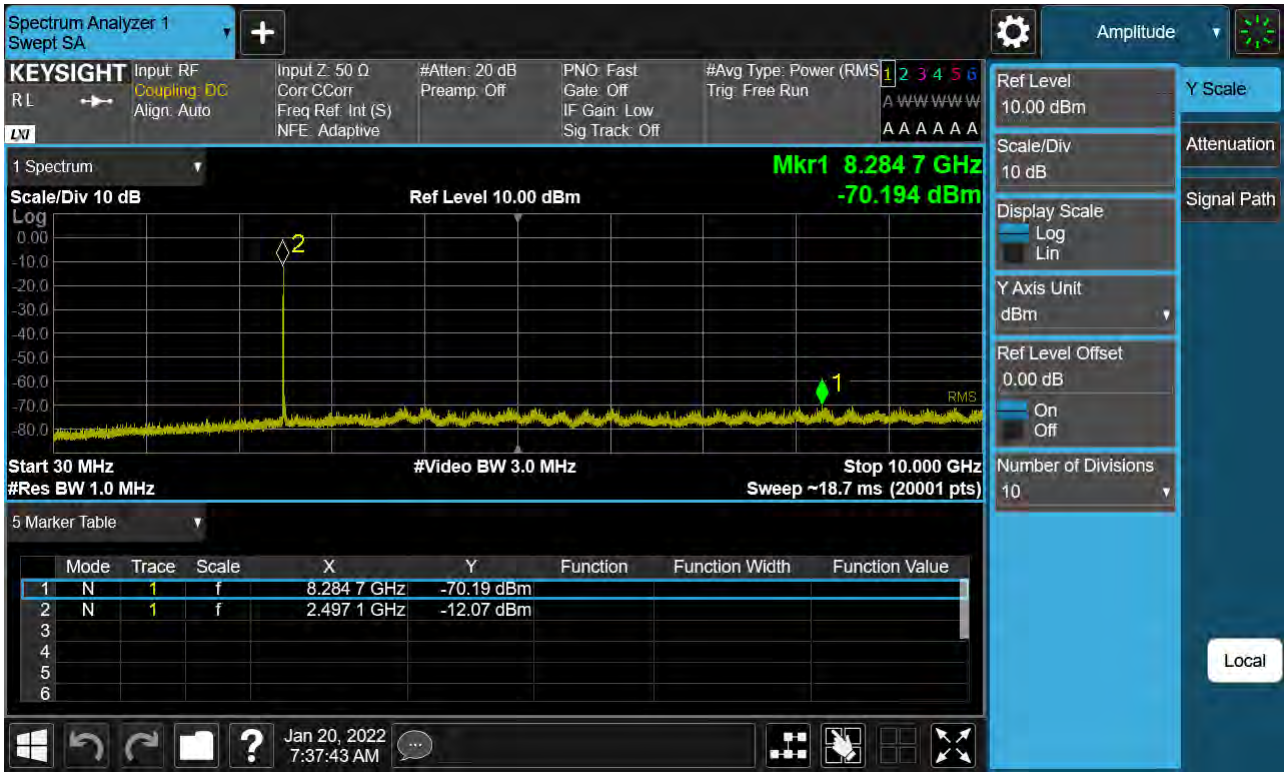 Spectrum Analyzer 1
Swept SA
Amplitude
KEYSIGHT
RL
LXI
Input: RF
Coupling: DC
Align: Auto
Input Z: 50 Ω
Corr CCorr
Freq Ref: Int (S)
NFE: Adaptive
#Atten: 20 dB
Preamp: Off
PNO: Fast
Gate: Off
IF Gain: Low
Sig Track: Off
#Avg Type: Power (RMS
Trig: Free Run
1 2 3 4 5 6
A W W W W W
A A A A A A
1 Spectrum
Mkr1 8.284 7 GHz
-70.194 dBm
Scale/Div 10 dB
Ref Level 10.00 dBm
Log
0.00
-10.0
-20.0
-30.0
-40.0
-50.0
-60.0
-70.0
-80.0
2
1
RMS
Start 30 MHz
#Video BW 3.0 MHz
Stop 10.000 GHz
#Res BW 1.0 MHz
Sweep ~18.7 ms (20001 pts)
5 Marker Table
Mode Trace Scale X Y Function Function Width Function Value
1 N 1 f 8.284 7 GHz -70.19 dBm
2 N 1 f 2.497 1 GHz -12.07 dBm
3
4
5
6
Ref Level
10.00 dBm
Scale/Div
10 dB
Display Scale
Log
Lin
Y Axis Unit
dBm
Ref Level Offset
0.00 dB
On
Off
Number of Divisions
10
Y Scale
Attenuation
Signal Path
Local
?
Jan 20, 2022
7:37:43 AM